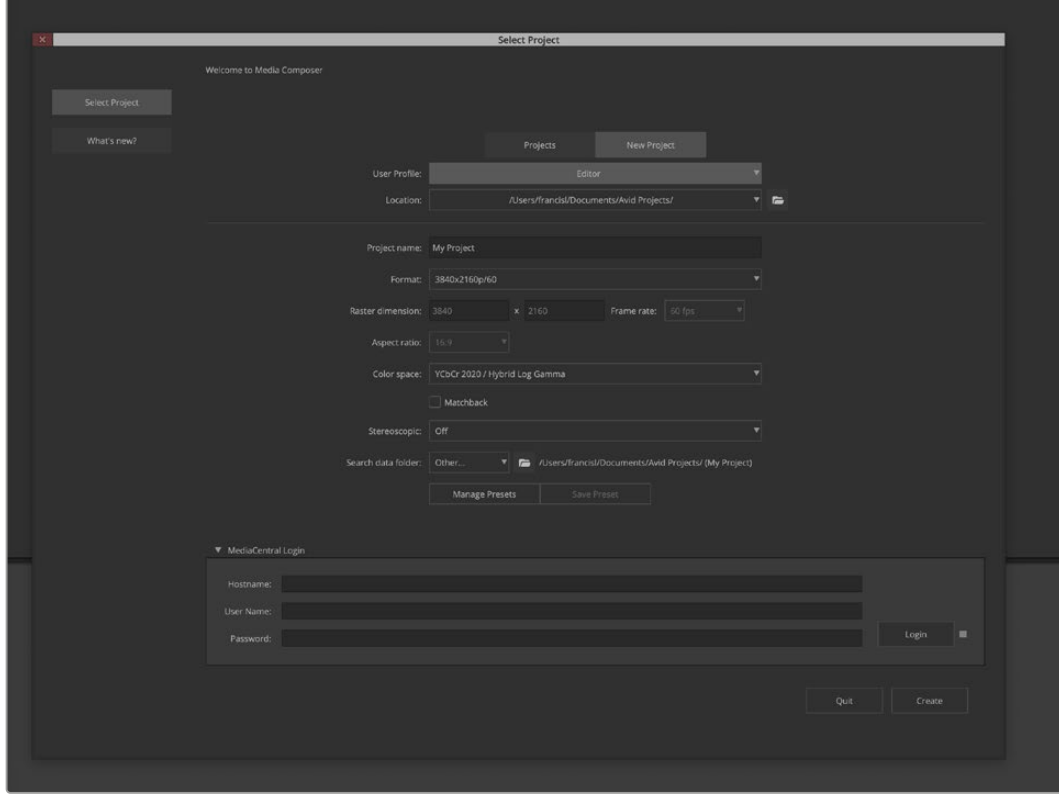 Select Project
Welcome to Media Composer
Select Project
What's new?
Projects New Project
User Profile: Editor
Location: /Users/francisl/Documents/Avid Projects/
Project name: My Project
Format: 3840x2160p/60
Raster dimension: 3840 x 2160 Frame rate: 60 fps
Aspect ratio: 16:9
Color space: YCbCr 2020 / Hybrid Log Gamma
Matchback
Stereoscopic: Off
Search data folder: Other... /Users/francisl/Documents/Avid Projects/ (My Project)
Manage Presets Save Preset
MediaCentral Login
Hostname:
User Name:
Password:
Login
Quit Create